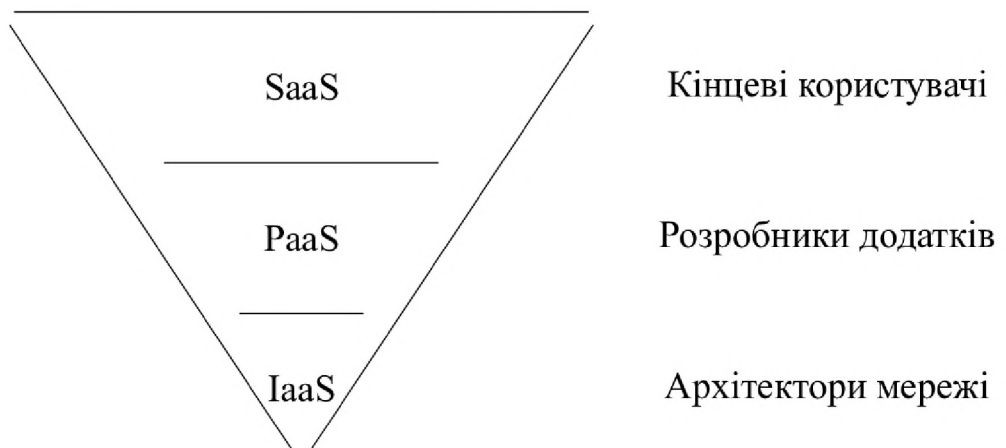 SaaS Кінцеві користувачі
PaaS Розробники додатків
IaaS Архітектори мережі